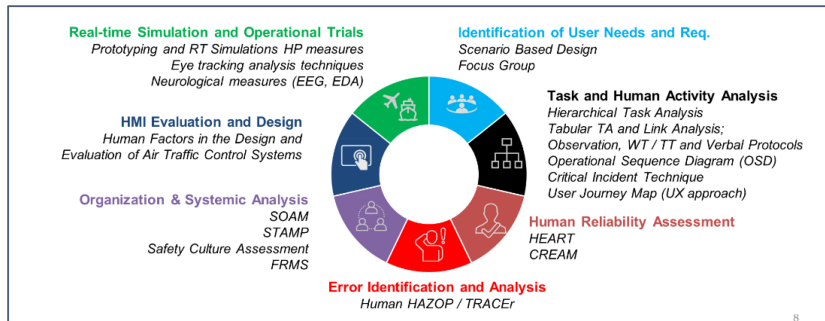 Real-time Simulation and Operational Trials
Prototyping and RT Simulations HP measures
Eye tracking analysis techniques
Neurological measures (EEG, EDA)
Identification of User Needs and Req.
Scenario Based Design
Focus Group
HMI Evaluation and Design
Human Factors in the Design and
Evaluation of Air Traffic Control Systems
Task and Human Activity Analysis
Hierarchical Task Analysis
Tabular TA and Link Analysis;
Observation, WT / TT and Verbal Protocols
Operational Sequence Diagram (OSD)
Critical Incident Technique
User Journey Map (UX approach)
Organization & Systemic Analysis
SOAM
STAMP
Safety Culture Assessment
FRMS
Human Reliability Assessment
HEART
CREAM
Error Identification and Analysis
Human HAZOP / TRACEr
8